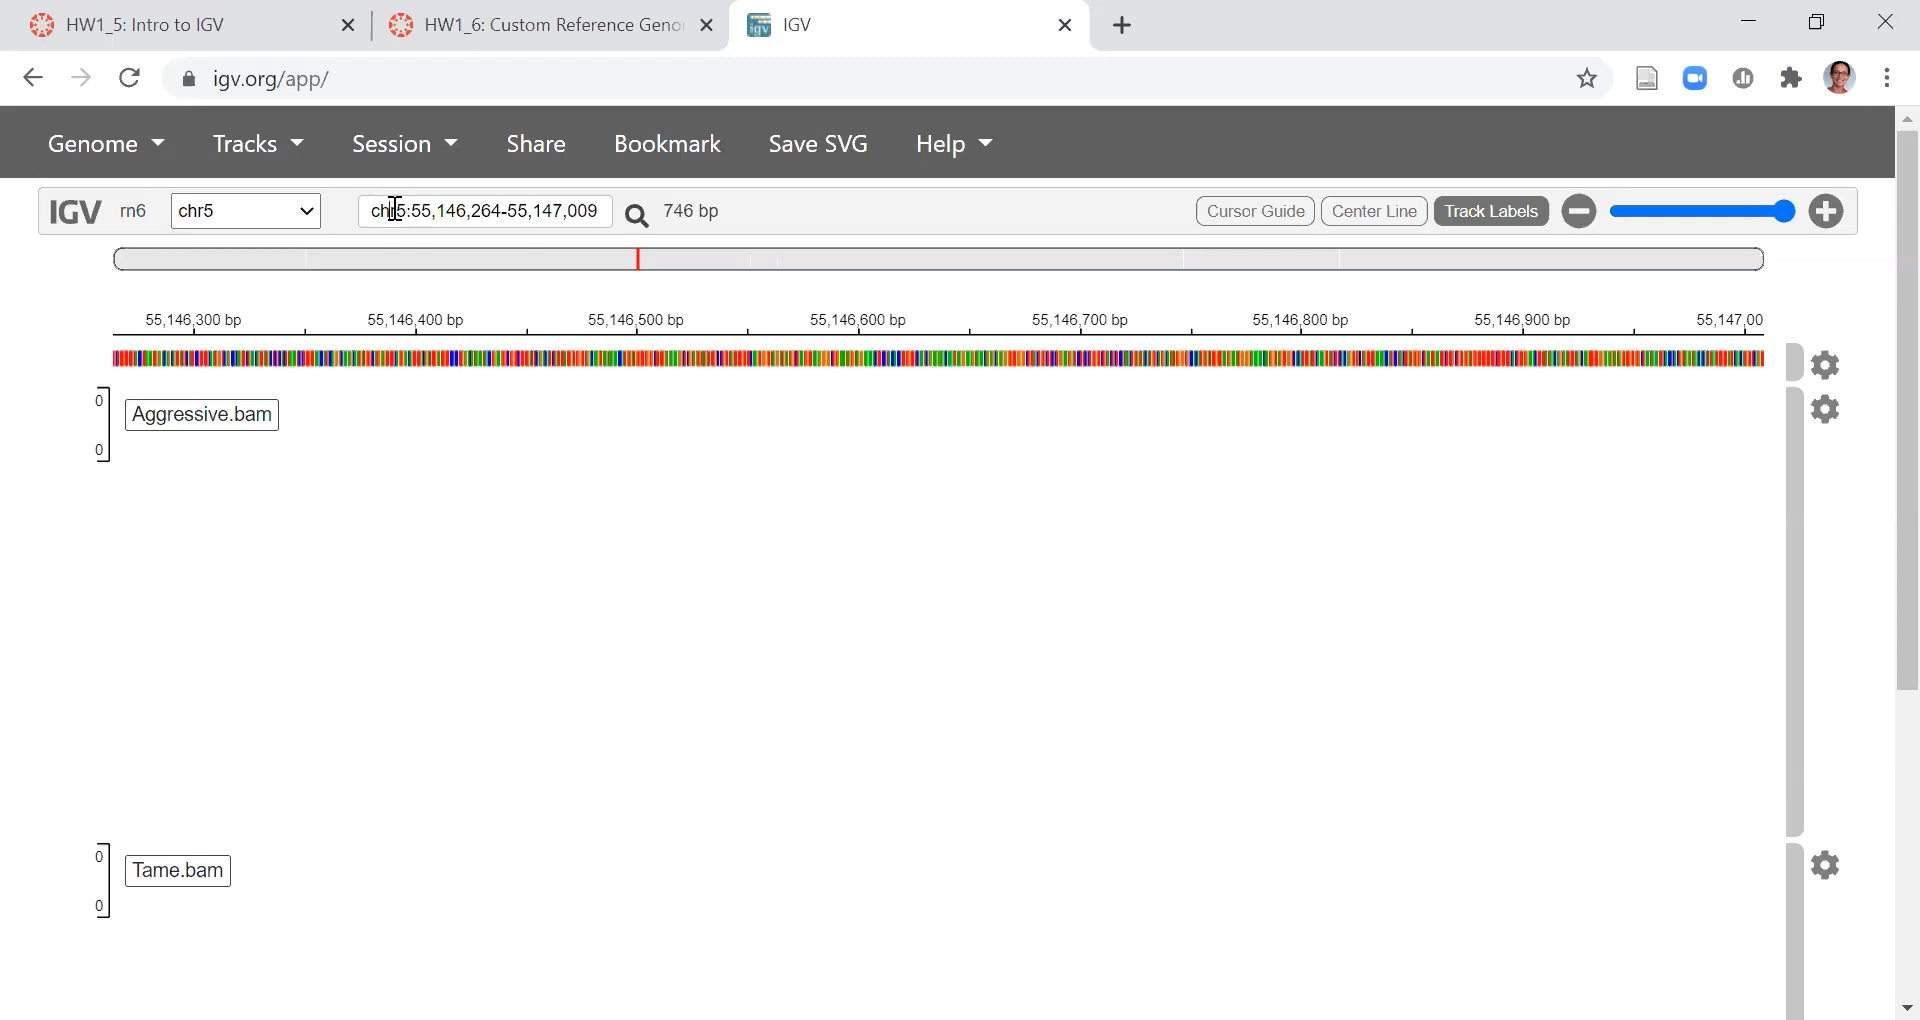 HW1_5: Intro to IGV
HW1_6: Custom Reference Geno
IGV
igv.org/app/
Genome Tracks Session Share Bookmark Save SVG Help
IGV rn6 chr5 chr5:55,146,264-55,147,009 746 bp Cursor Guide Center Line Track Labels
55,146,300 bp 55,146,400 bp 55,146,500 bp 55,146,600 bp 55,146,700 bp 55,146,800 bp 55,146,900 bp 55,147,00
0
Aggressive.bam
0
0
Tame.bam
0